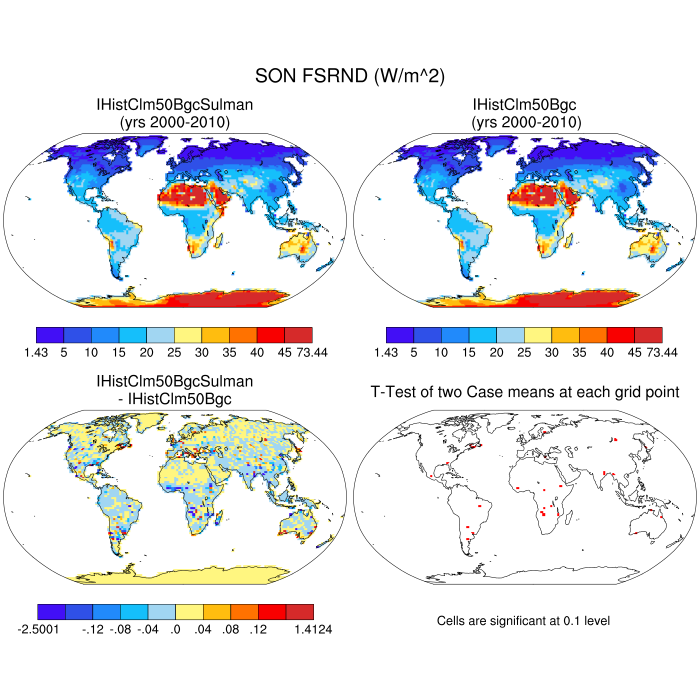 SON FSRND (W/m^2)
IHistClm50BgcSulman
(yrs 2000-2010)
IHistClm50Bgc
(yrs 2000-2010)
1.43 5 10 15 20 25 30 35 40 45 73.44
1.43 5 10 15 20 25 30 35 40 45 73.44
IHistClm50BgcSulman
- IHistClm50Bgc
T-Test of two Case means at each grid point
-2.5001 -.12 -.08 -.04 .0 .04 .08 .12 1.4124
Cells are significant at 0.1 level